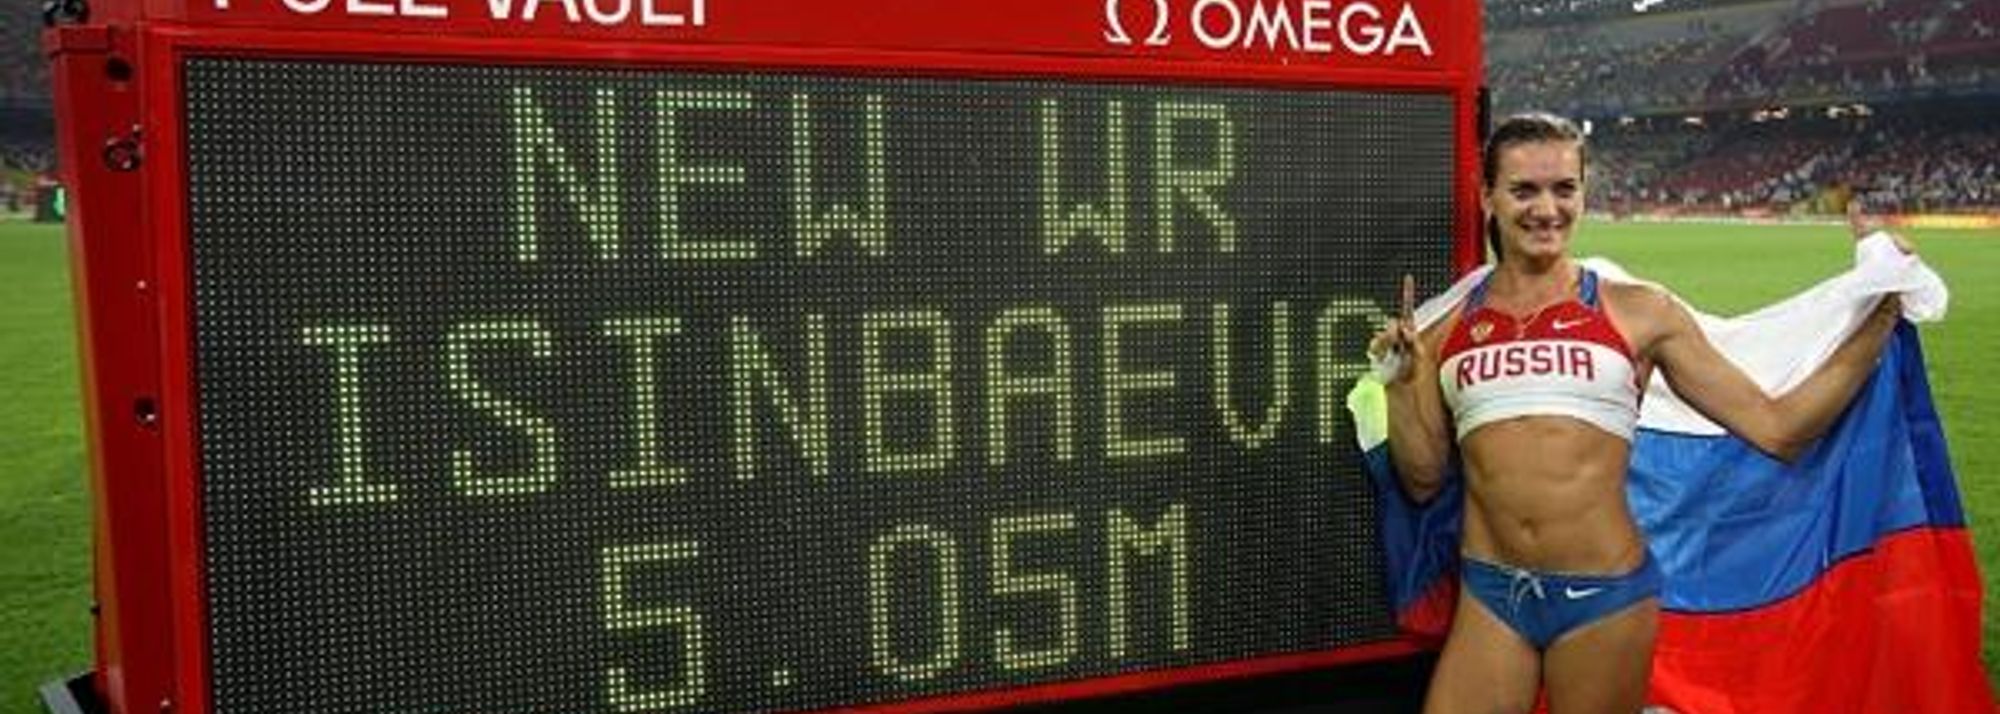 POLE VAULT
Ω OMEGA
NEW WR
ISINBAEVA
5.05M
RUSSIA